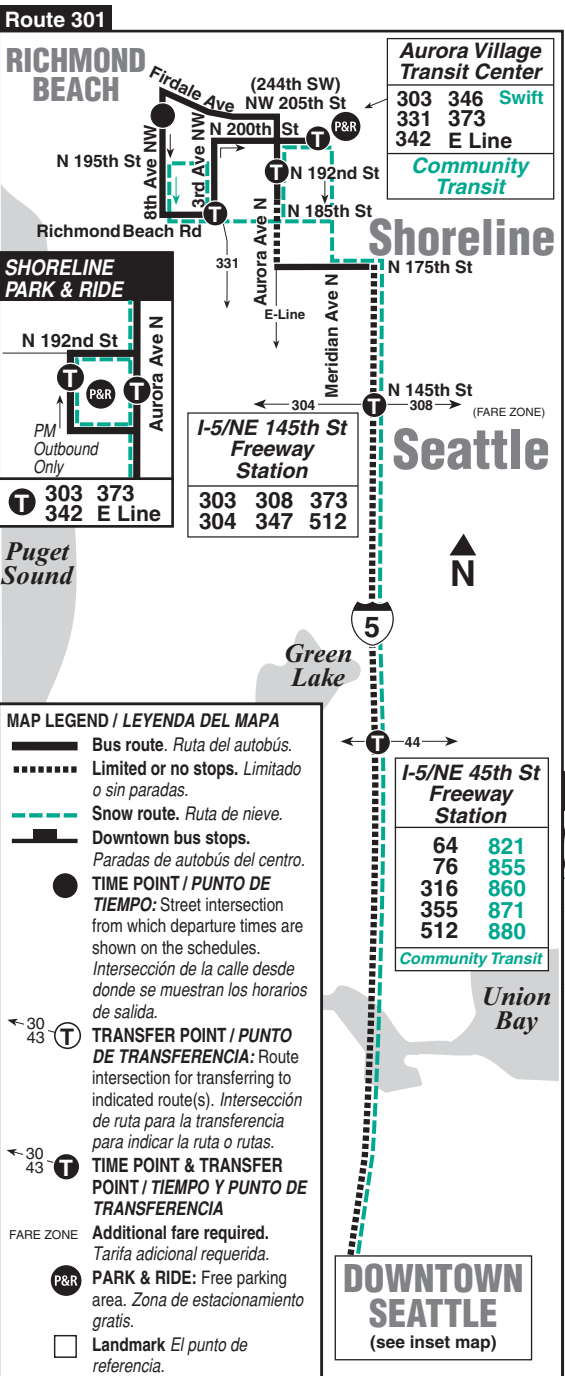 Route 301
RICHMOND
BEACH
Firdale Ave
(244th SW)
NW 205th St
N 200th St
P&R
T
N 195th St
8th Ave NW
3rd Ave NW
T
N 192nd St
T
N 185th St
Richmond Beach Rd
331
Aurora Ave N
E-Line
Aurora Village
Transit Center
303 346 Swift
331 373
342 E Line
Community
Transit
Shoreline
N 175th St
Meridian Ave N
SHORELINE
PARK & RIDE
N 192nd St
T
P&R
T
Aurora Ave N
PM
Outbound
Only
T 303 373
342 E Line
N 145th St
304
T
308
(FARE ZONE)
I-5/NE 145th St
Freeway
Station
303 308 373
304 347 512
Seattle
Puget
Sound
N
5
Green
Lake
T
44
I-5/NE 45th St
Freeway
Station
64 821
76 855
316 860
355 871
512 880
Community Transit
Union
Bay
DOWNTOWN
SEATTLE
(see inset map)
MAP LEGEND / LEYENDA DEL MAPA
Bus route. Ruta del autobús.
Limited or no stops. Limitado
o sin paradas.
Snow route. Ruta de nieve.
Downtown bus stops.
Paradas de autobús del centro.
TIME POINT / PUNTO DE
TIEMPO: Street intersection
from which departure times are
shown on the schedules.
Intersección de la calle desde
donde se muestran los horarios
de salida.
30
43 T TRANSFER POINT / PUNTO
DE TRANSFERENCIA: Route
intersection for transferring to
indicated route(s). Intersección
de ruta para la transferencia
para indicar la ruta o rutas.
30
43 T TIME POINT & TRANSFER
POINT / TIEMPO Y PUNTO DE
TRANSFERENCIA
FARE ZONE Additional fare required.
Tarifa adicional requerida.
P&R PARK & RIDE: Free parking
area. Zona de estacionamiento
gratis.
Landmark El punto de
referencia.